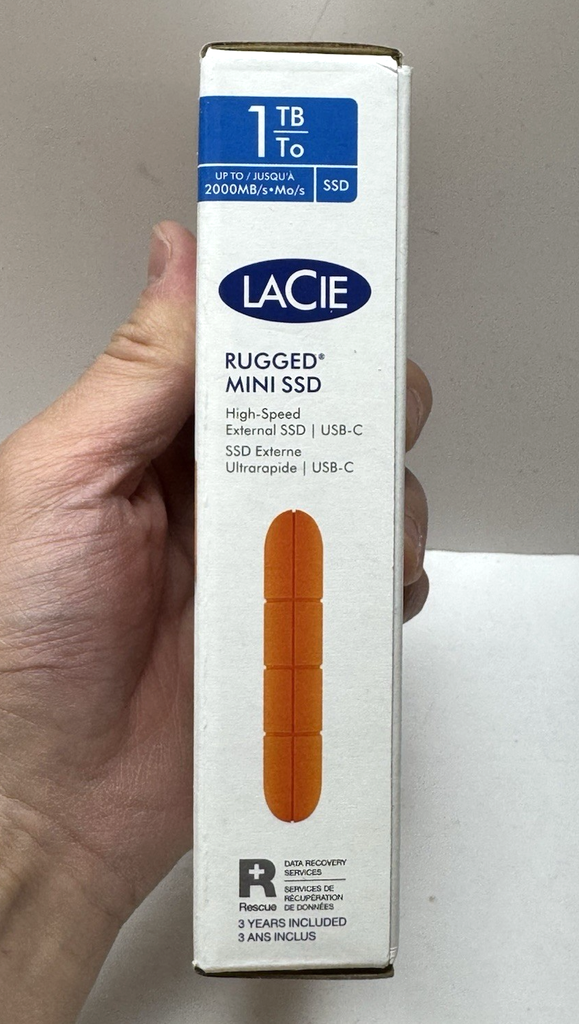 1 TB
To
UP TO / JUSQU'À
2000MB/s•Mo/s
SSD
LACIE
RUGGED®
MINI SSD
High-Speed
External SSD | USB-C
SSD Externe
Ultrarapide | USB-C
R
Rescue
DATA RECOVERY
SERVICES
SERVICES DE
RÉCUPÉRATION
DE DONNÉES
3 YEARS INCLUDED
3 ANS INCLUS